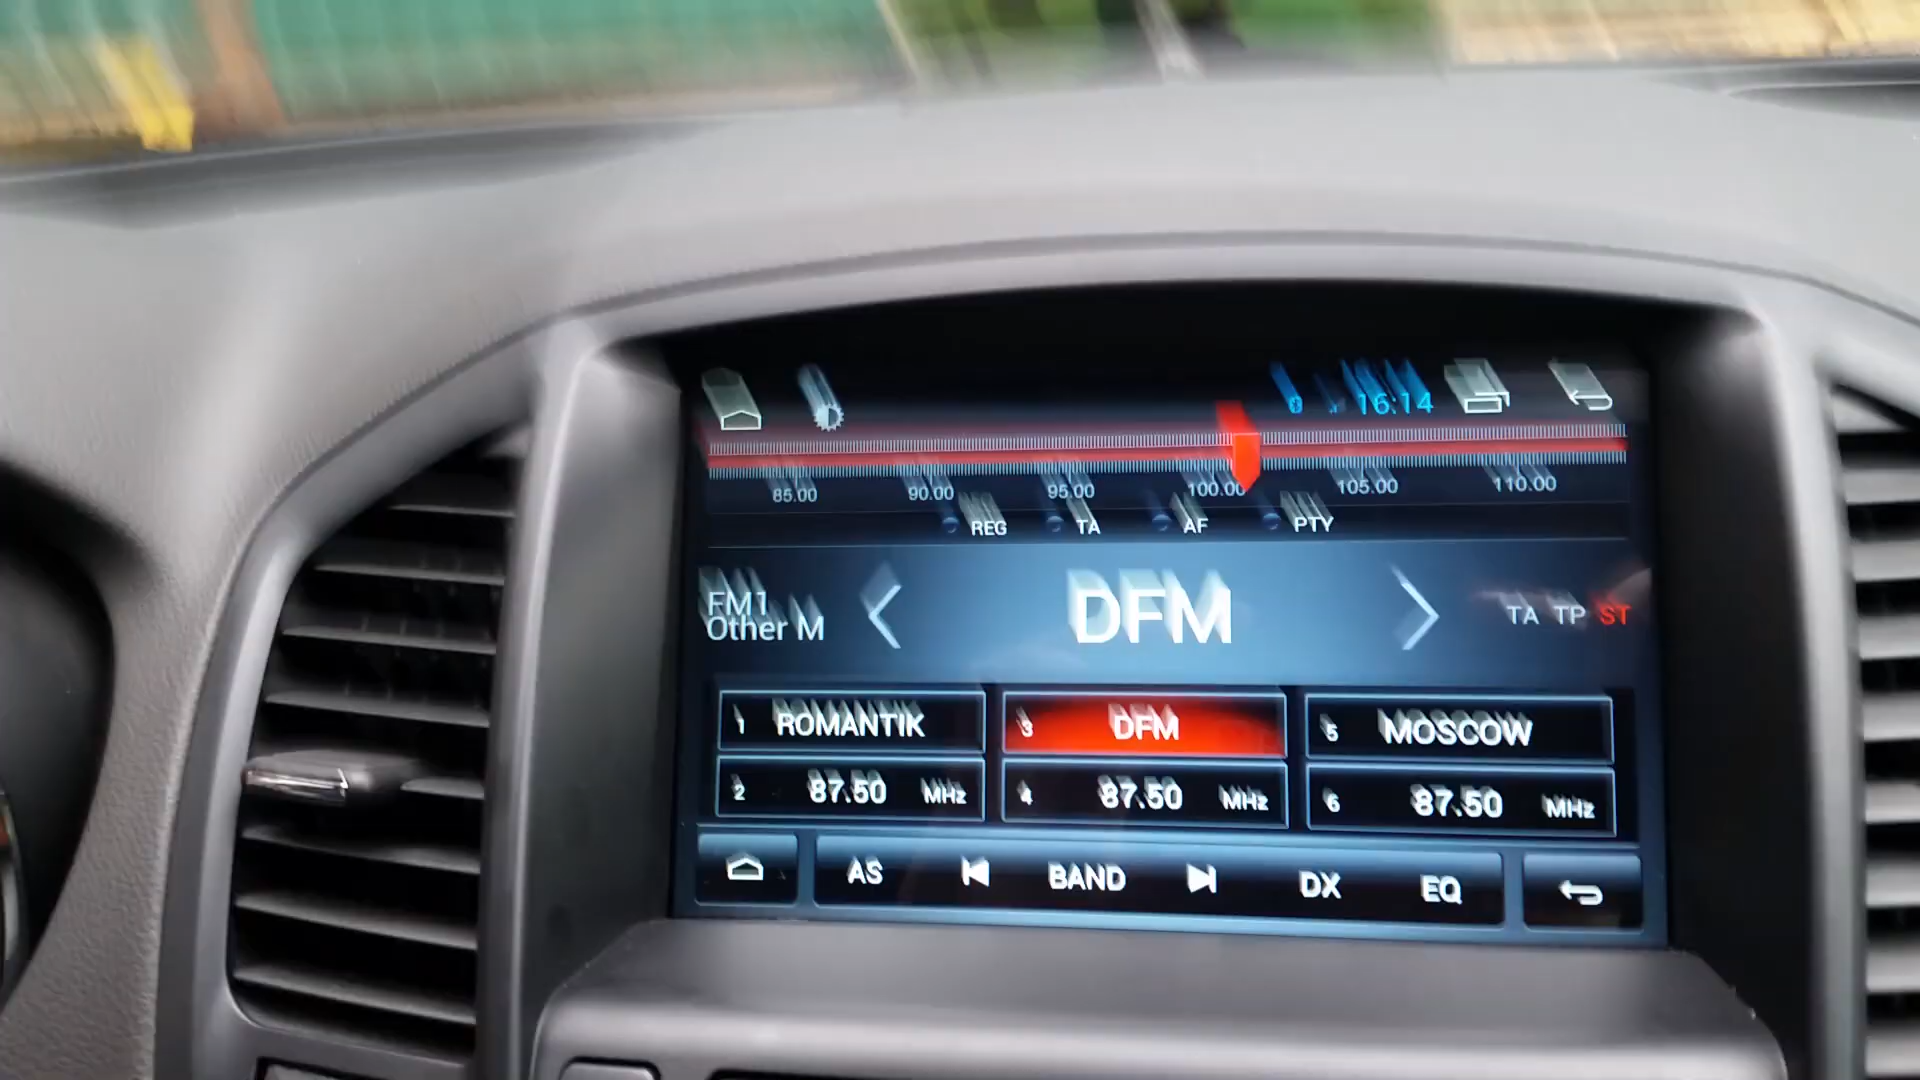 16:14
85.00 90.00 95.00 100.00 105.00 110.00
REG TA AF PTY
FM1
Other M
DFM
TA TP ST
1 ROMANTIK 3 DFM 5 MOSCOW
2 87.50 MHz 4 87.50 MHz 6 87.50 MHz
AS BAND DX EQ